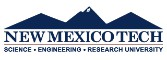 NEW MEXICO TECH
SCIENCE • ENGINEERING • RESEARCH UNIVERSITY